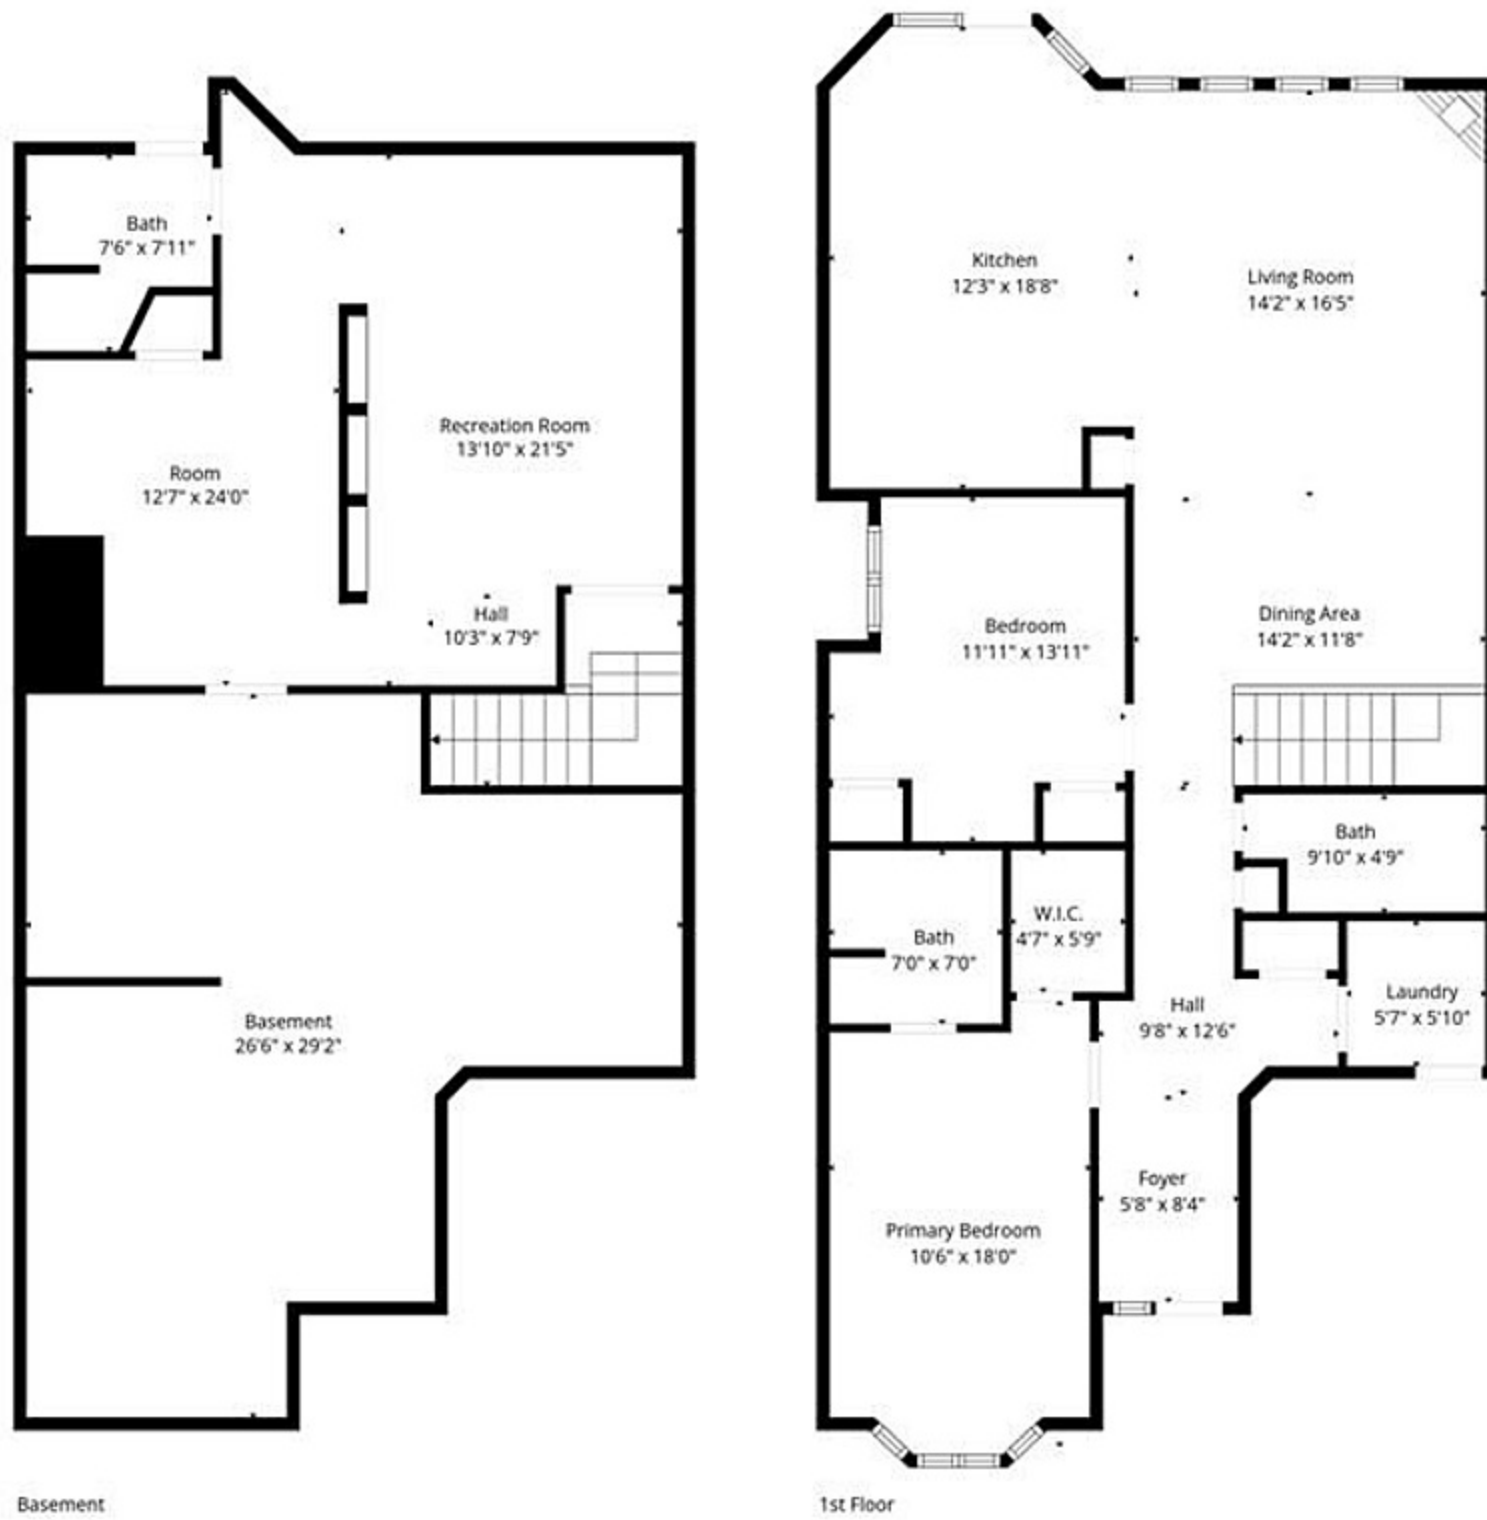 Bath
7'6" x 7'11"
Room
12'7" x 24'0"
Recreation Room
13'10" x 21'5"
Hall
10'3" x 7'9"
Basement
26'6" x 29'2"
Basement
Kitchen
12'3" x 18'8"
Living Room
14'2" x 16'5"
Bedroom
11'11" x 13'11"
Dining Area
14'2" x 11'8"
Bath
9'10" x 4'9"
W.I.C.
4'7" x 5'9"
Bath
7'0" x 7'0"
Hall
9'8" x 12'6"
Laundry
5'7" x 5'10"
Foyer
5'8" x 8'4"
Primary Bedroom
10'6" x 18'0"
1st Floor